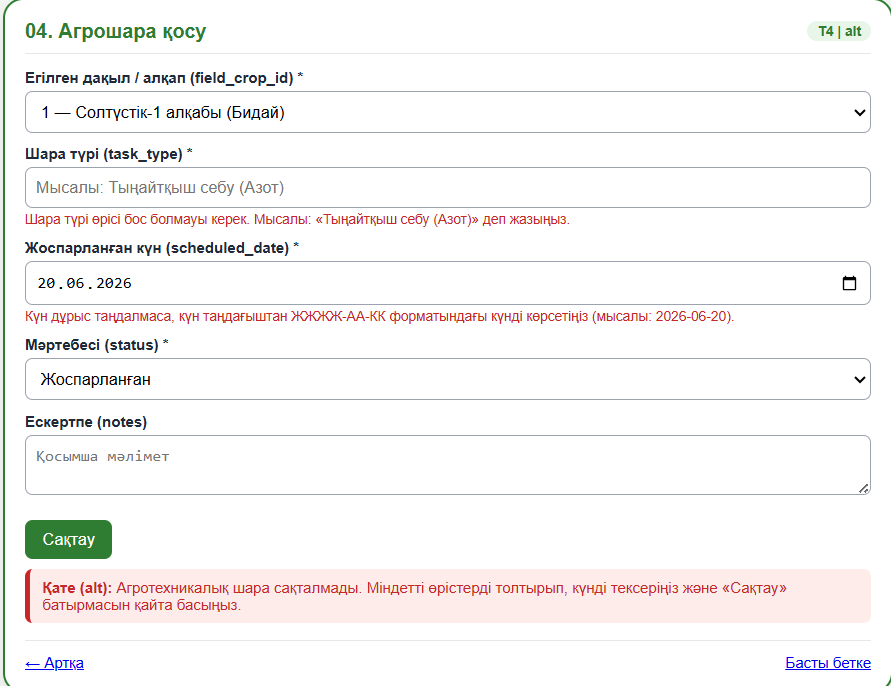 04. Агрошара қосу
T4 | alt
Егілген дақыл / алқап (field_crop_id) *
1 — Солтүстік-1 алқабы (Бидай)
Шара түрі (task_type) *
Мысалы: Тыңайтқыш себу (Азот)
Шара түрі өрісі бос болмауы керек. Мысалы: «Тыңайтқыш себу (Азот)» деп жазыңыз.
Жоспарланған күн (scheduled_date) *
20.06.2026
Күн дұрыс таңдалмаса, күн таңдағыштан ЖЖЖЖ-АА-КК форматындағы күнді көрсетіңіз (мысалы: 2026-06-20).
Мәртебесі (status) *
Жоспарланған
Ескертпе (notes)
Қосымша мәлімет
Сақтау
Қате (alt): Агротехникалық шара сақталмады. Міндетті өрістерді толтырып, күнді тексеріңіз және «Сақтау»
батырмасын қайта басыңыз.
← Артқа
Басты бетке